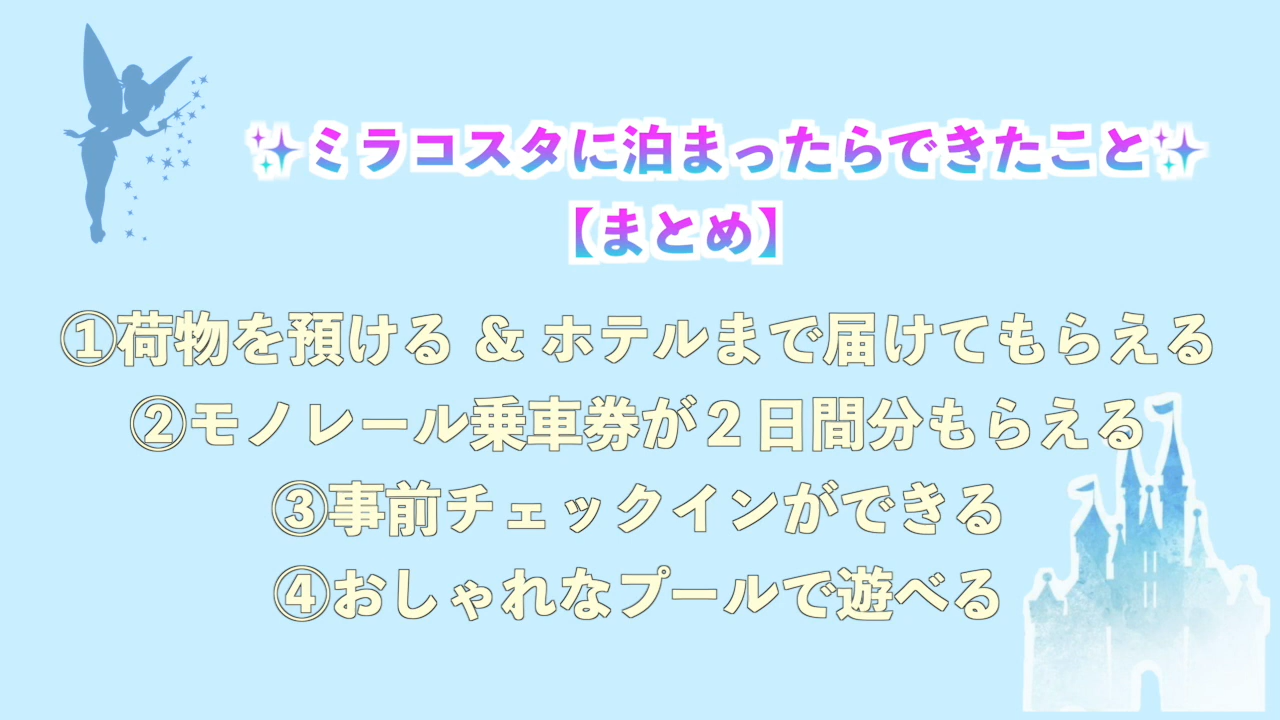 ✨ミラコスタに泊まったらできたこと✨
【まとめ】
①荷物を預ける ＆ ホテルまで届けてもらえる
②モノレール乗車券が２日間分もらえる
③事前チェックインができる
④おしゃれなプールで遊べる